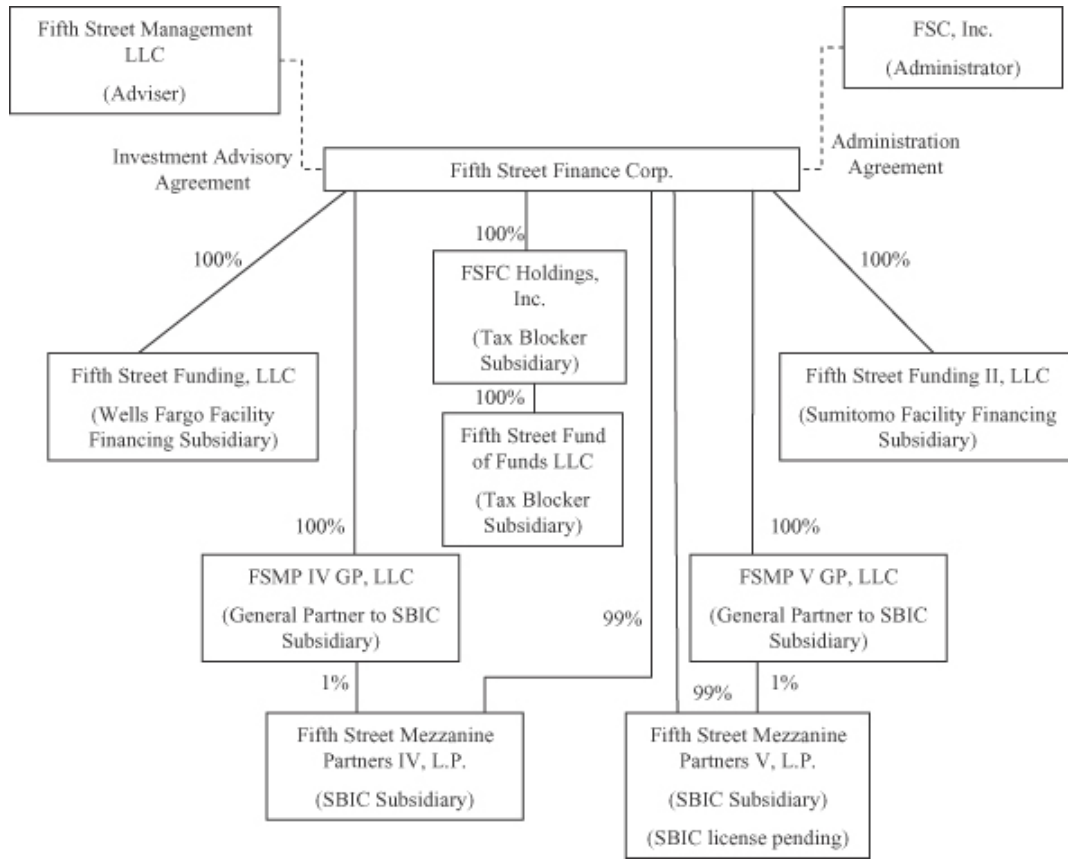 Fifth Street Management
LLC
(Adviser)
FSC, Inc.
(Administrator)
Investment Advisory
Agreement
Administration
Agreement
Fifth Street Finance Corp.
100%
100%
100%
FSFC Holdings,
Inc.
(Tax Blocker
Subsidiary)
Fifth Street Funding, LLC
(Wells Fargo Facility
Financing Subsidiary)
Fifth Street Funding II, LLC
(Sumitomo Facility Financing
Subsidiary)
100%
Fifth Street Fund
of Funds LLC
(Tax Blocker
Subsidiary)
100%
100%
FSMP IV GP, LLC
(General Partner to SBIC
Subsidiary)
99%
FSMP V GP, LLC
(General Partner to SBIC
Subsidiary)
1%
99%
1%
Fifth Street Mezzanine
Partners IV, L.P.
(SBIC Subsidiary)
Fifth Street Mezzanine
Partners V, L.P.
(SBIC Subsidiary)
(SBIC license pending)